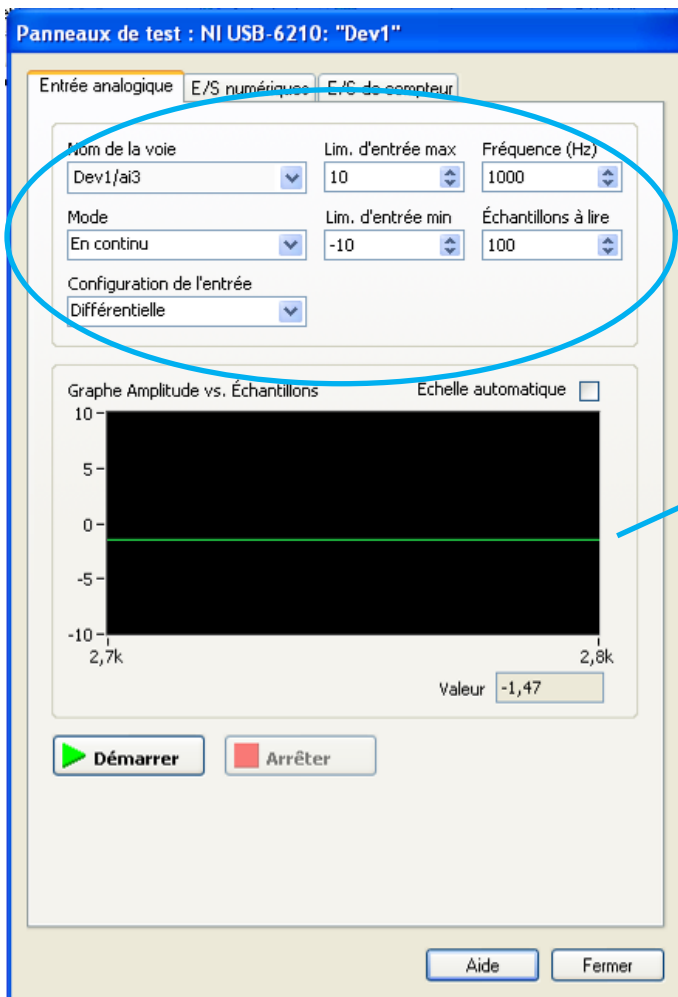 Panneaux de test : NI USB-6210: "Dev1"
Entrée analogique E/S numériques E/S de compteur
Nom de la voie Lim. d'entrée max Fréquence (Hz)
Dev1/ai3 10 1000
Mode Lim. d'entrée min Échantillons à lire
En continu -10 100
Configuration de l'entrée
Différentielle
Graphe Amplitude vs. Échantillons Echelle automatique
10
5
0
-5
-10
2,7k 2,8k
Valeur -1,47
Démarrer Arrêter
Aide Fermer